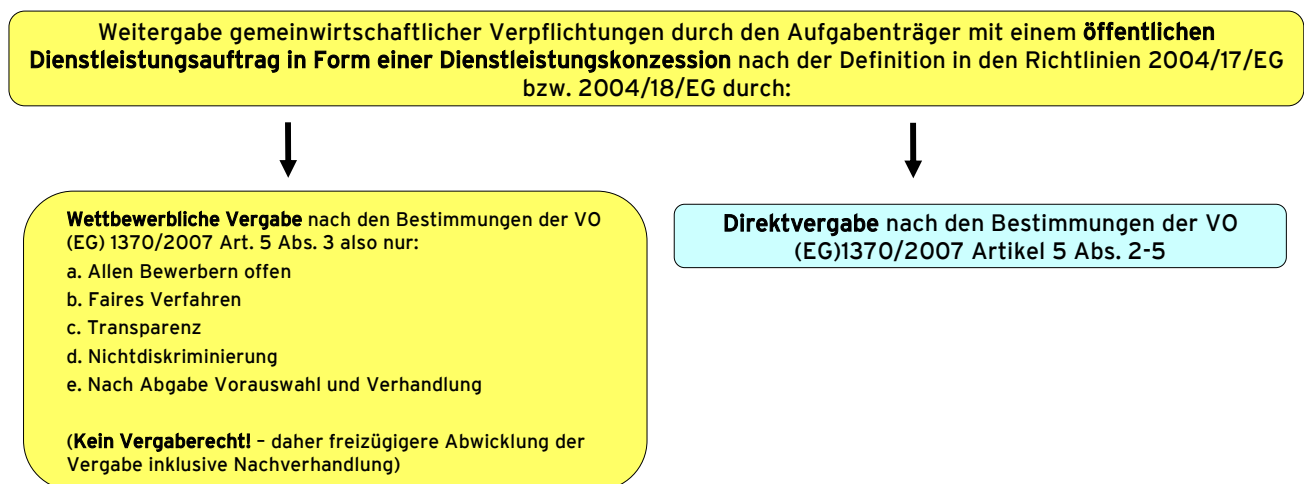 Weitergabe gemeinwirtschaftlicher Verpflichtungen durch den Aufgabenträger mit einem öffentlichen
Dienstleistungsauftrag in Form einer Dienstleistungskonzession nach der Definition in den Richtlinien 2004/17/EG
bzw. 2004/18/EG durch:
Wettbewerbliche Vergabe nach den Bestimmungen der VO
(EG) 1370/2007 Art. 5 Abs. 3 also nur:
a. Allen Bewerbern offen
b. Faires Verfahren
c. Transparenz
d. Nichtdiskriminierung
e. Nach Abgabe Vorauswahl und Verhandlung
(Kein Vergaberecht! – daher freizügigere Abwicklung der
Vergabe inklusive Nachverhandlung)
Direktvergabe nach den Bestimmungen der VO
(EG)1370/2007 Artikel 5 Abs. 2-5